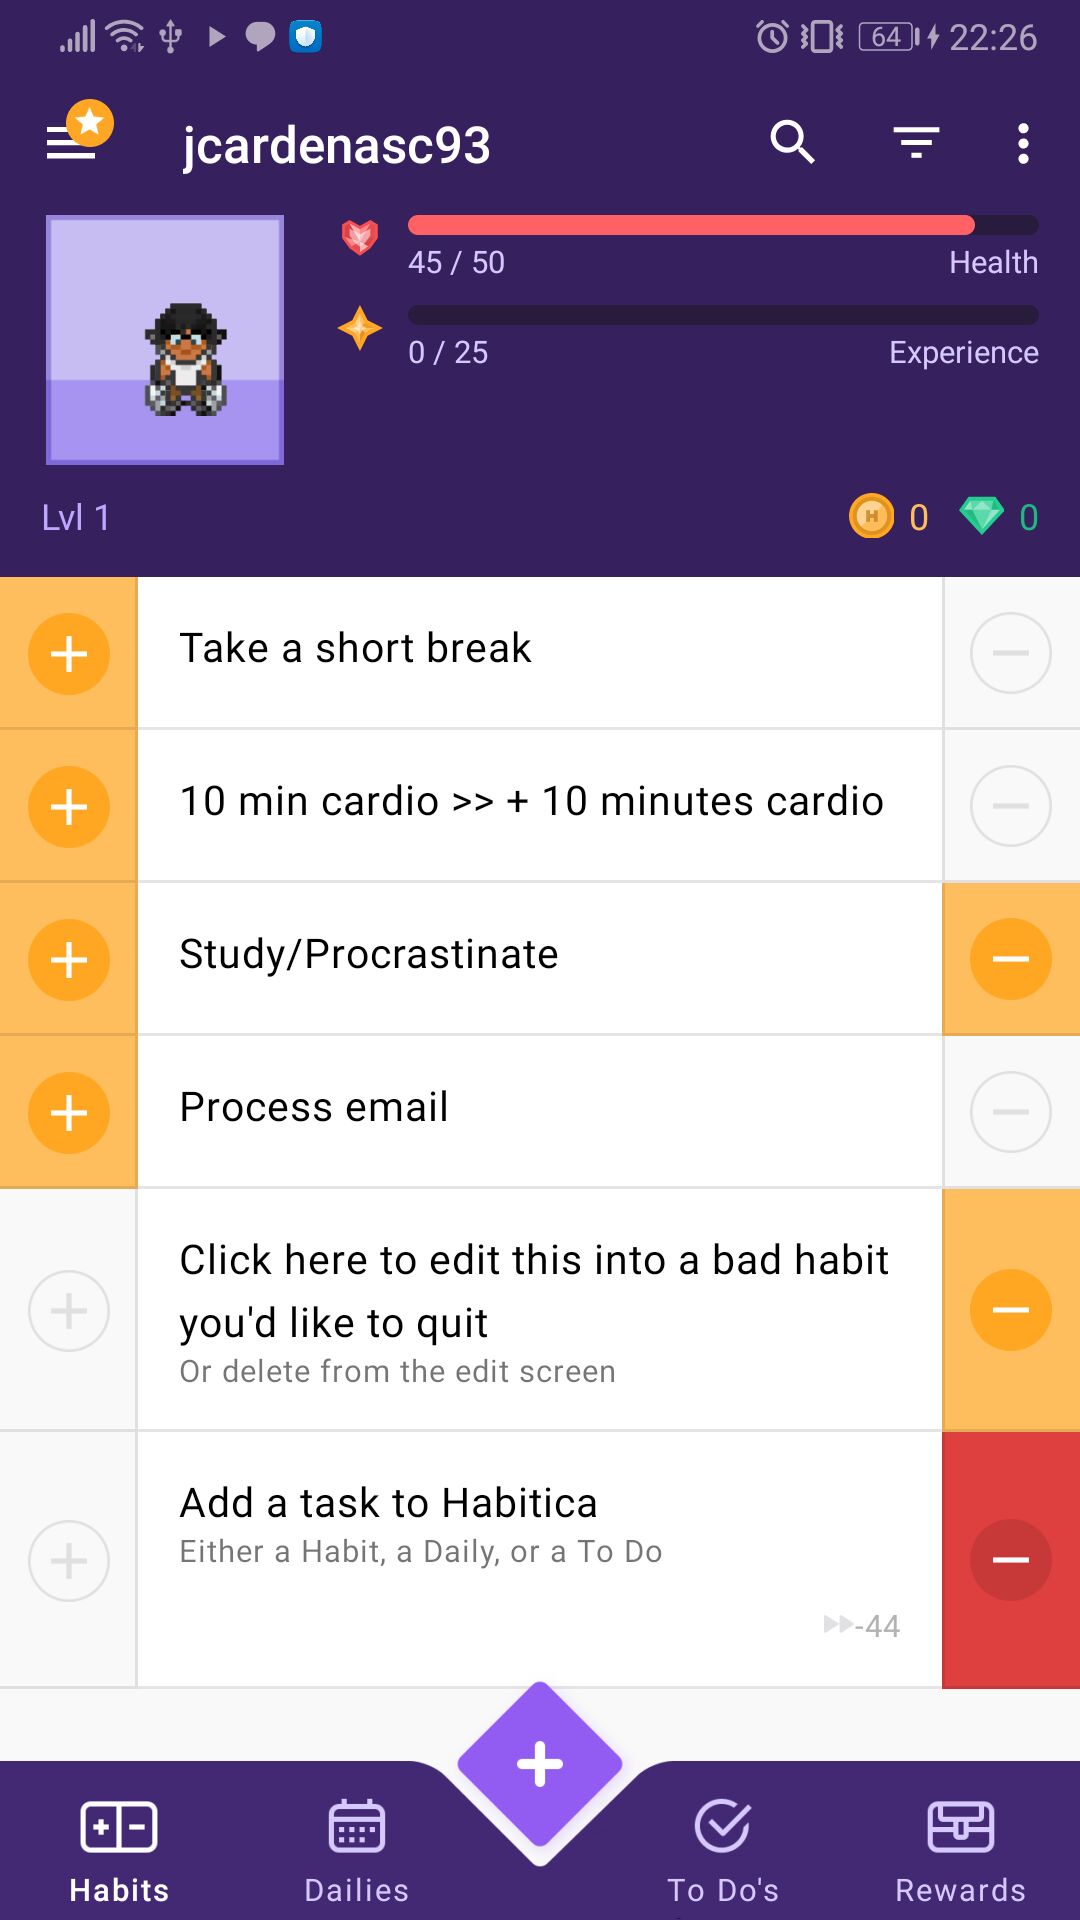 64 22:26
jcardenasc93
45 / 50 Health
0 / 25 Experience
Lvl 1 H 0 0
Take a short break
10 min cardio >> + 10 minutes cardio
Study/Procrastinate
Process email
Click here to edit this into a bad habit
you'd like to quit
Or delete from the edit screen
Add a task to Habitica
Either a Habit, a Daily, or a To Do
-44
Habits Dailies To Do's Rewards